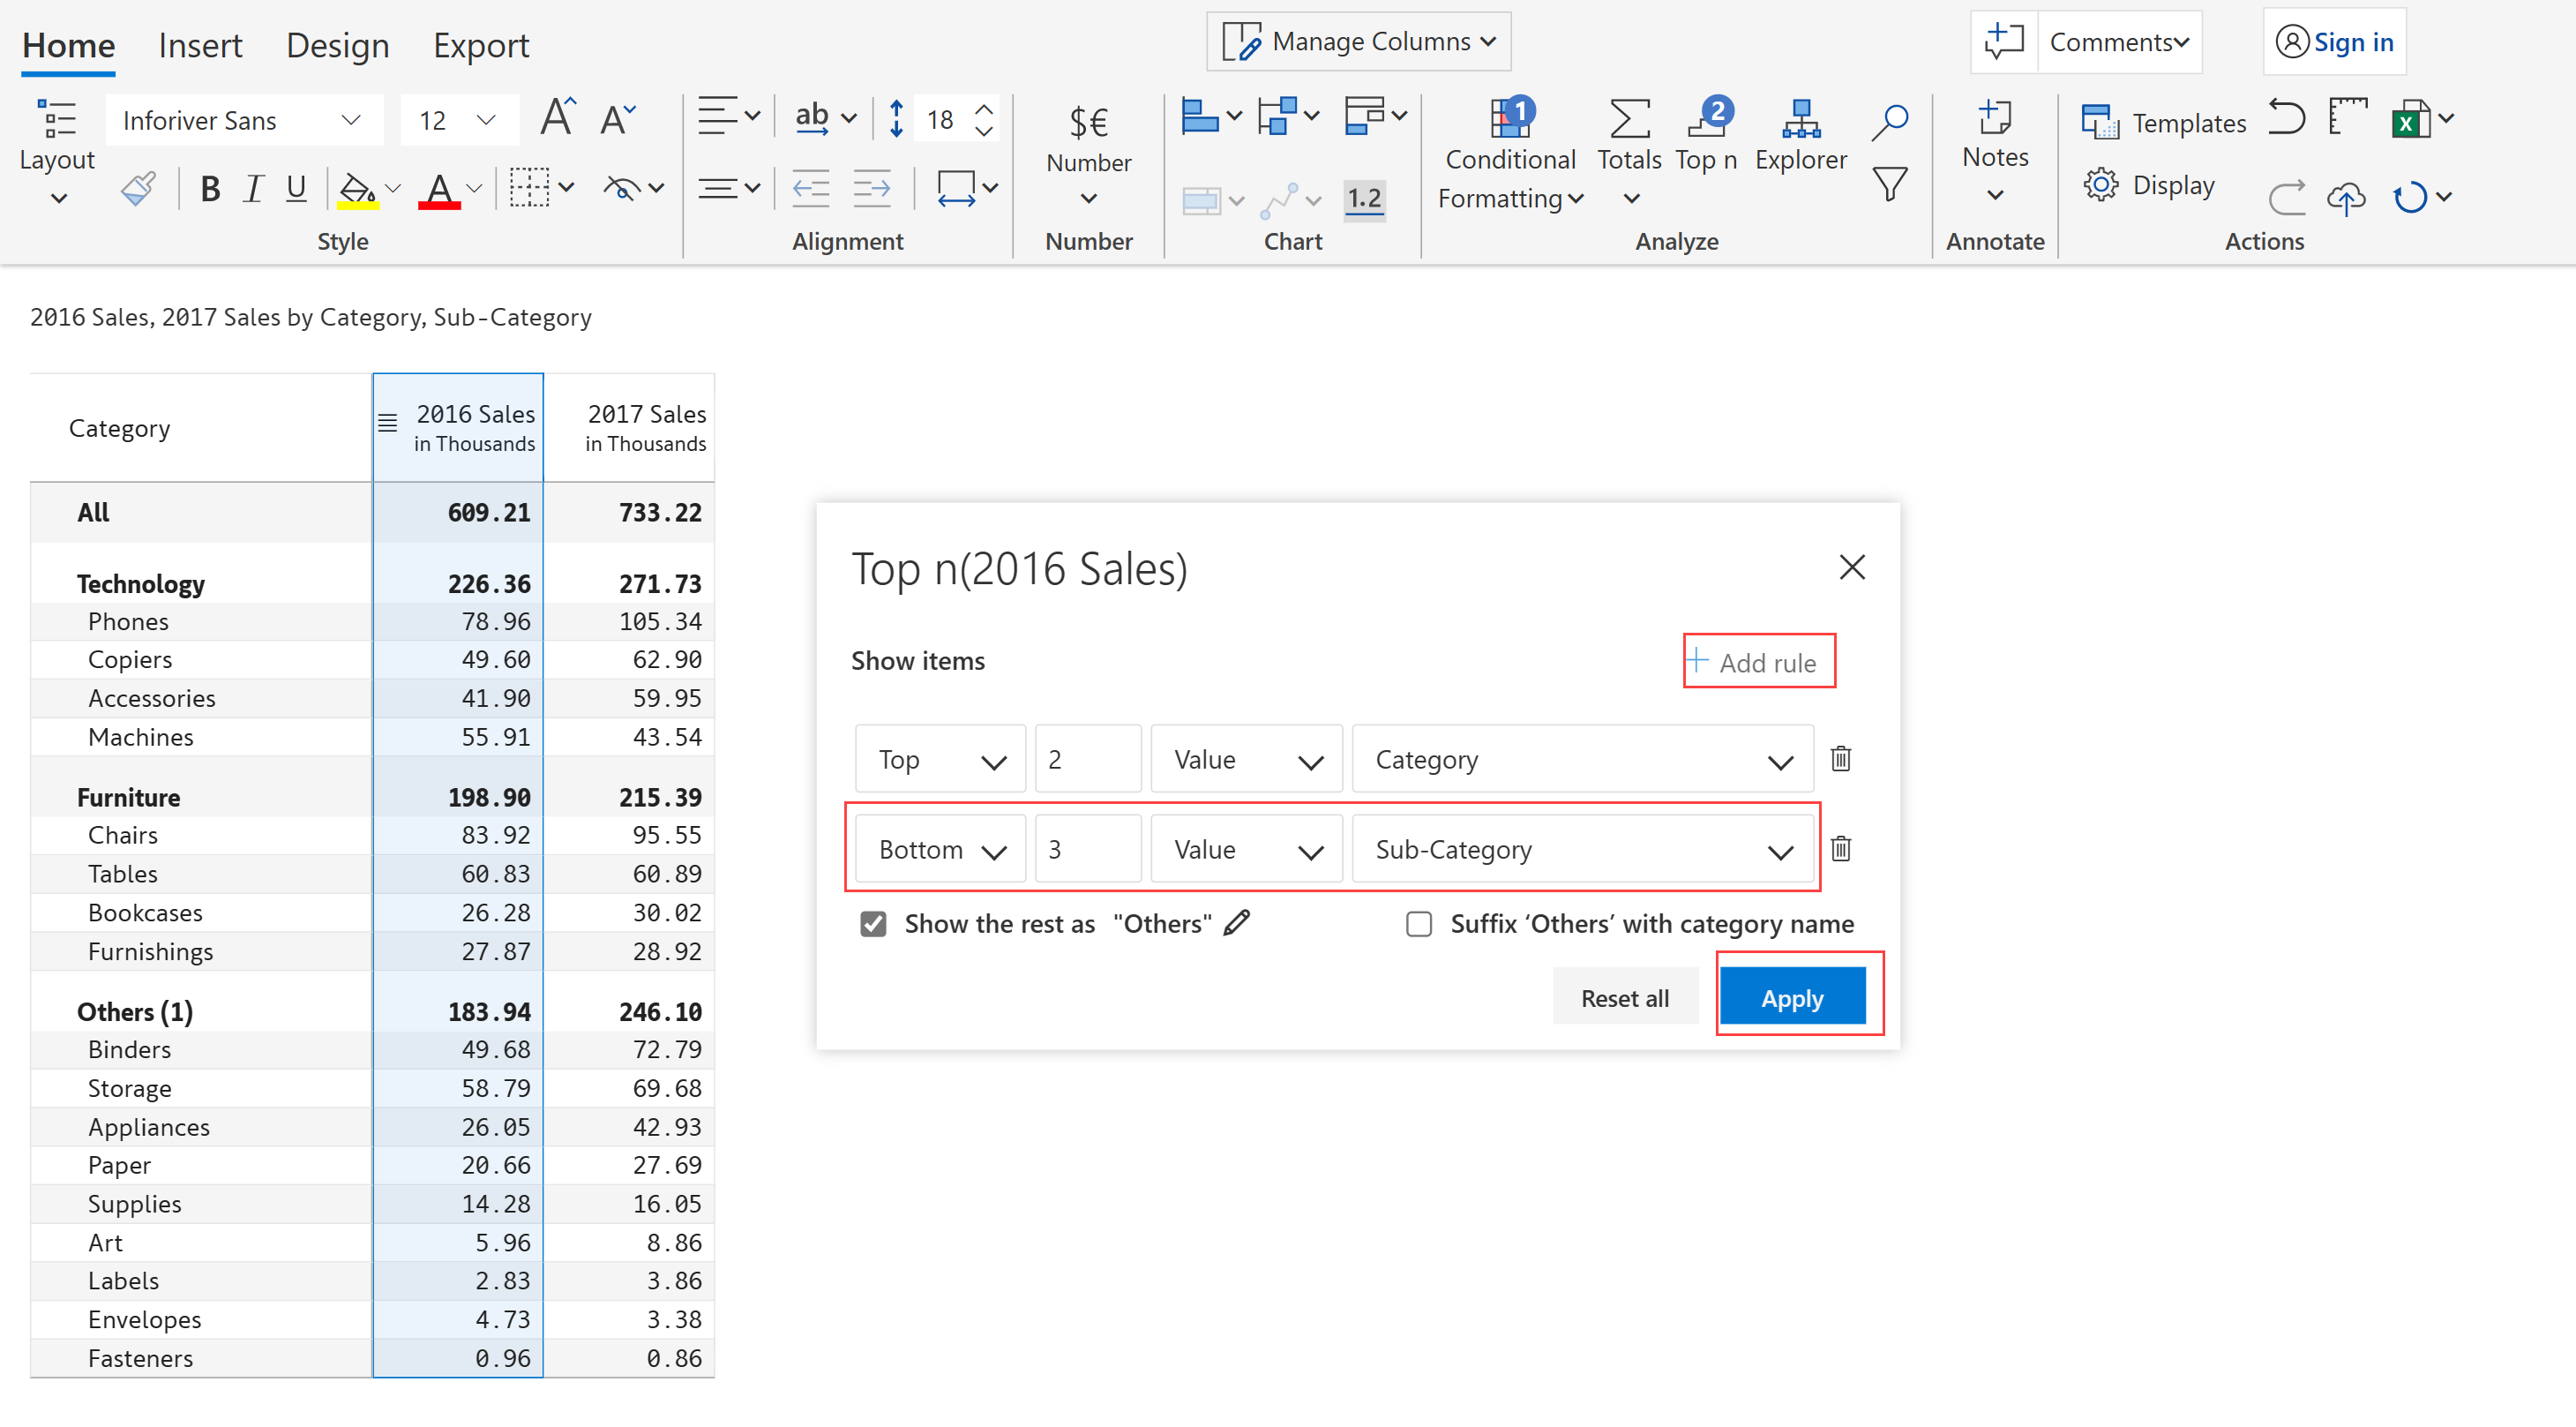 Home Insert Design Export Manage Columns Comments Sign in
Layout Inforiver Sans 12 A A ab 18 $€ Number 1 Conditional Formatting Totals 2 Top n Explorer Notes Templates X
B I U A 1.2 Display
Style Alignment Number Chart Analyze Annotate Actions
2016 Sales, 2017 Sales by Category, Sub-Category
Category 2016 Sales in Thousands 2017 Sales in Thousands
All 609.21 733.22
Technology 226.36 271.73
Phones 78.96 105.34
Copiers 49.60 62.90
Accessories 41.90 59.95
Machines 55.91 43.54
Furniture 198.90 215.39
Chairs 83.92 95.55
Tables 60.83 60.89
Bookcases 26.28 30.02
Furnishings 27.87 28.92
Others (1) 183.94 246.10
Binders 49.68 72.79
Storage 58.79 69.68
Appliances 26.05 42.93
Paper 20.66 27.69
Supplies 14.28 16.05
Art 5.96 8.86
Labels 2.83 3.86
Envelopes 4.73 3.38
Fasteners 0.96 0.86
Top n(2016 Sales)
Show items + Add rule
Top 2 Value Category
Bottom 3 Value Sub-Category
Show the rest as "Others" Suffix ‘Others’ with category name
Reset all Apply